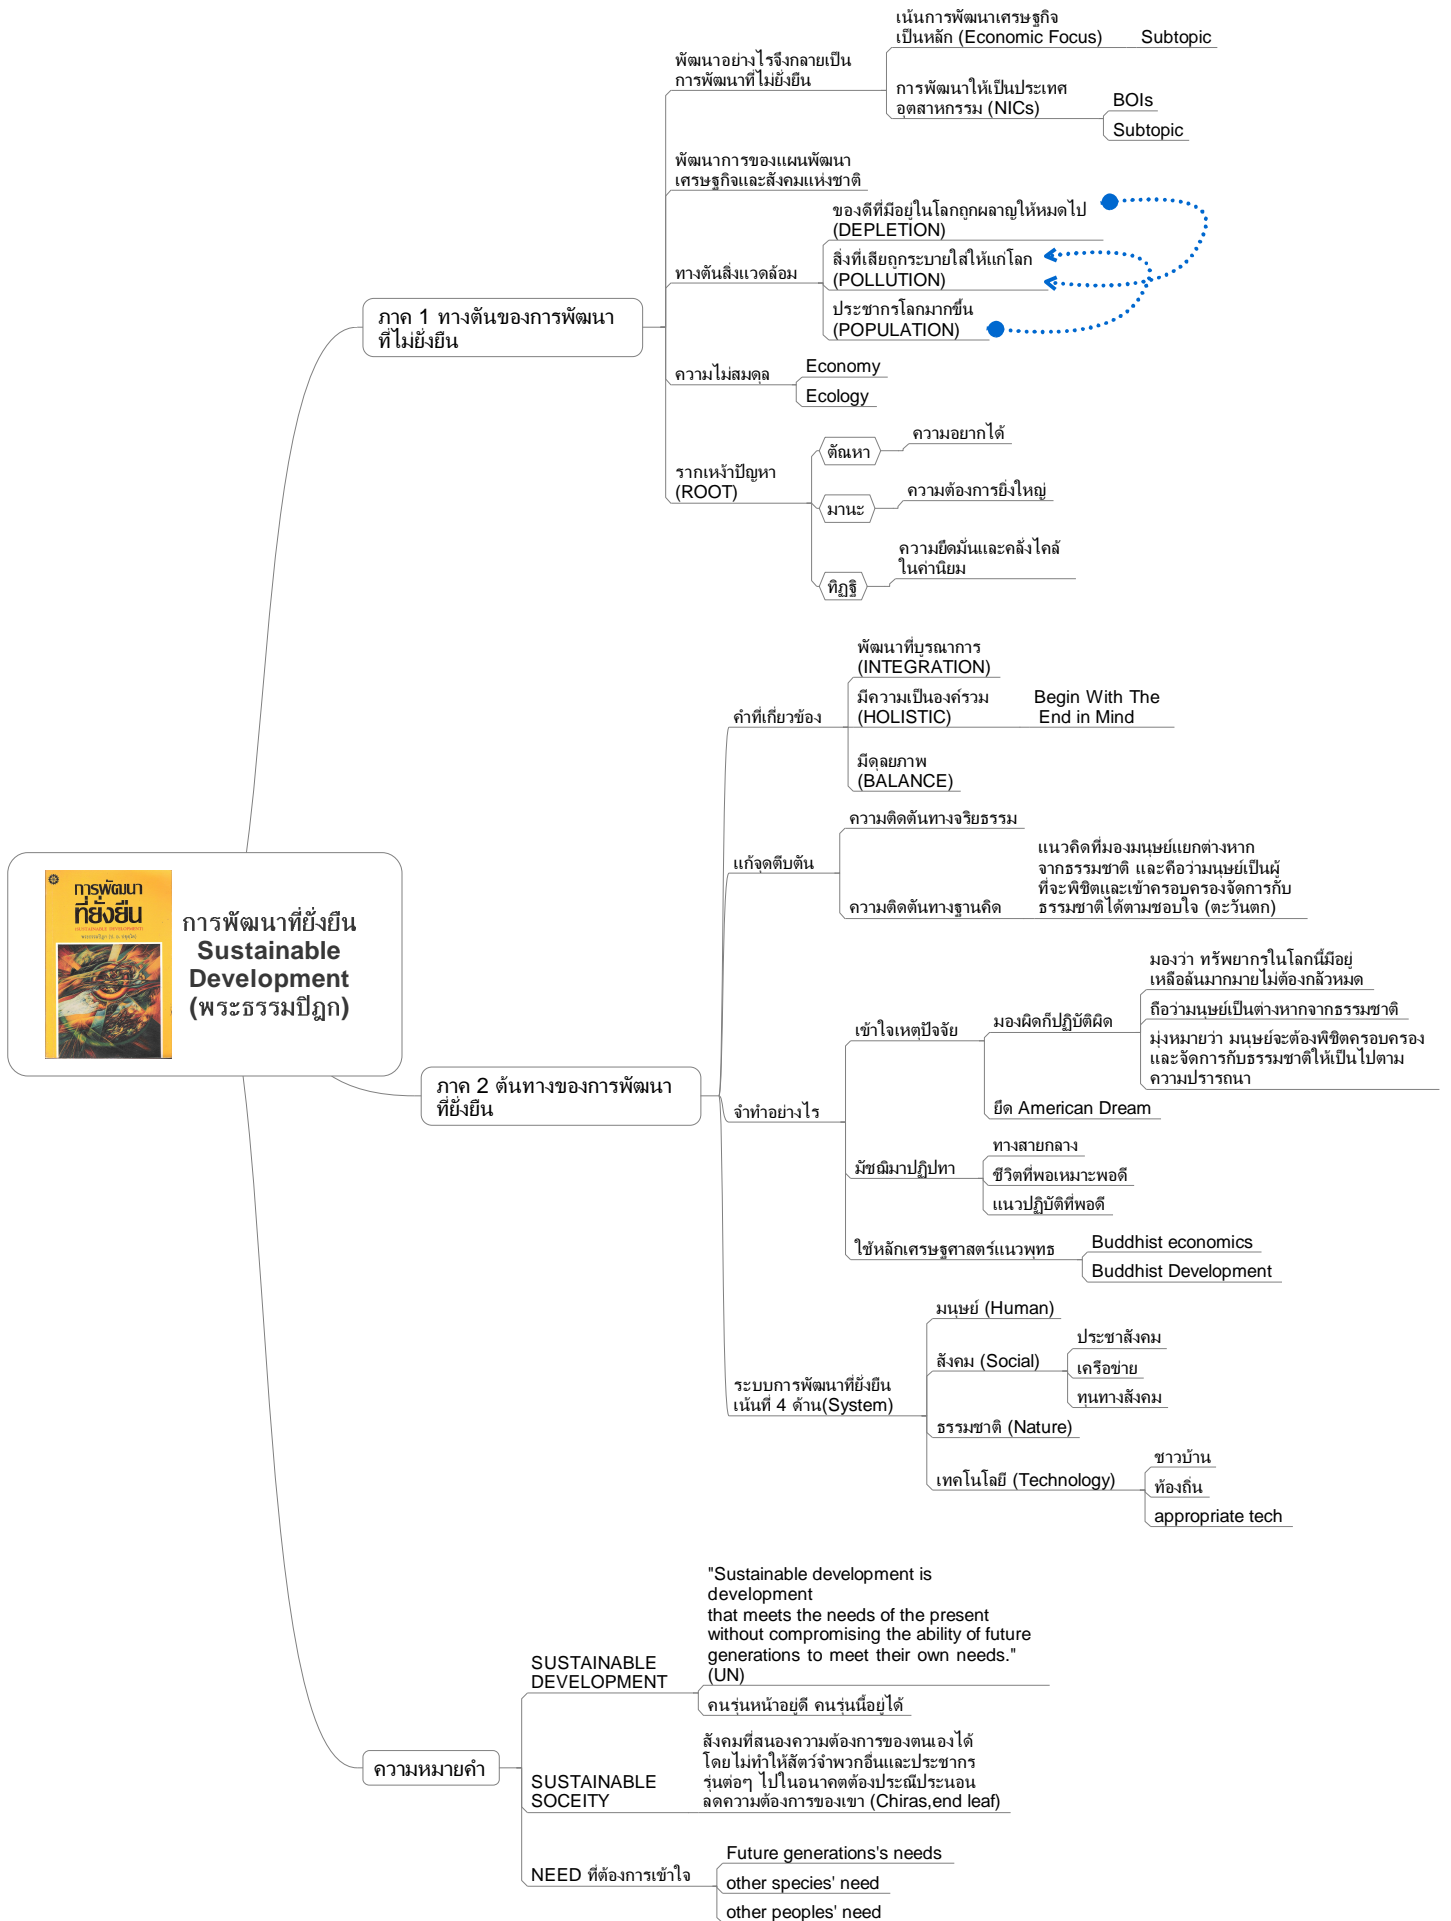 เน้นการพัฒนาเศรษฐกิจ
เป็นหลัก (Economic Focus)
Subtopic
พัฒนาอย่างไรจึงกลายเป็น
การพัฒนาที่ไม่ยั่งยืน
การพัฒนาให้เป็นประเทศ
อุตสาหกรรม (NICs)
BOIs
Subtopic
พัฒนาการของแผนพัฒนา
เศรษฐกิจและสังคมแห่งชาติ
ของดีที่มีอยู่ในโลกถูกผลาญให้หมดไป
(DEPLETION)
ทางตันสิ่งแวดล้อม
สิ่งที่เสียถูกระบายใส่ให้แก่โลก
(POLLUTION)
ประชากรโลกมากขึ้น
(POPULATION)
ภาค 1 ทางตันของการพัฒนา
ที่ไม่ยั่งยืน
ความไม่สมดุล
Economy
Ecology
รากเหง้าปัญหา
(ROOT)
ตัณหา
ความอยากได้
มานะ
ความต้องการยิ่งใหญ่
ทิฏฐิ
ความยึดมั่นและคลั่งไคล้
ในค่านิยม
พัฒนาที่บูรณาการ
(INTEGRATION)
คำที่เกี่ยวข้อง
มีความเป็นองค์รวม
(HOLISTIC)
Begin With The
End in Mind
มีดุลยภาพ
(BALANCE)
แก้จุดตีบตัน
ความติดตันทางจริยธรรม
ความติดตันทางฐานคิด
แนวคิดที่มองมนุษย์แยกต่างหาก
จากธรรมชาติ และคือว่ามนุษย์เป็นผู้
ที่จะพิชิตและเข้าครอบครองจัดการกับ
ธรรมชาติได้ตามชอบใจ (ตะวันตก)
การพัฒนา
ที่ยั่งยืน
(SUSTAINABLE DEVELOPMENT)
พระธรรมปิฎก (ป. อ. ปยุตฺโต)
การพัฒนาที่ยั่งยืน
Sustainable
Development
(พระธรรมปิฎก)
ภาค 2 ต้นทางของการพัฒนา
ที่ยั่งยืน
จำทำอย่างไร
เข้าใจเหตุปัจจัย
มองผิดก็ปฏิบัติผิด
มองว่า ทรัพยากรในโลกนี้มีอยู่
เหลือล้นมากมายไม่ต้องกลัวหมด
ถือว่ามนุษย์เป็นต่างหากจากธรรมชาติ
มุ่งหมายว่า มนุษย์จะต้องพิชิตครอบครอง
และจัดการกับธรรมชาติให้เป็นไปตาม
ความปรารถนา
ยึด American Dream
มัชฌิมาปฏิปทา
ทางสายกลาง
ชีวิตที่พอเหมาะพอดี
แนวปฏิบัติที่พอดี
ใช้หลักเศรษฐศาสตร์แนวพุทธ
Buddhist economics
Buddhist Development
ระบบการพัฒนาที่ยั่งยืน
เน้นที่ 4 ด้าน(System)
มนุษย์ (Human)
สังคม (Social)
ประชาสังคม
เครือข่าย
ทุนทางสังคม
ธรรมชาติ (Nature)
เทคโนโลยี (Technology)
ชาวบ้าน
ท้องถิ่น
appropriate tech
ความหมายคำ
SUSTAINABLE
DEVELOPMENT
"Sustainable development is
development
that meets the needs of the present
without compromising the ability of future
generations to meet their own needs."
(UN)
คนรุ่นหน้าอยู่ดี คนรุ่นนี้อยู่ได้
SUSTAINABLE
SOCEITY
สังคมที่สนองความต้องการของตนเองได้
โดยไม่ทำให้สัตว์จำพวกอื่นและประชากร
รุ่นต่อๆ ไปในอนาคตต้องประณีประนอน
ลดความต้องการของเขา (Chiras,end leaf)
NEED ที่ต้องการเข้าใจ
Future generations's needs
other species' need
other peoples' need